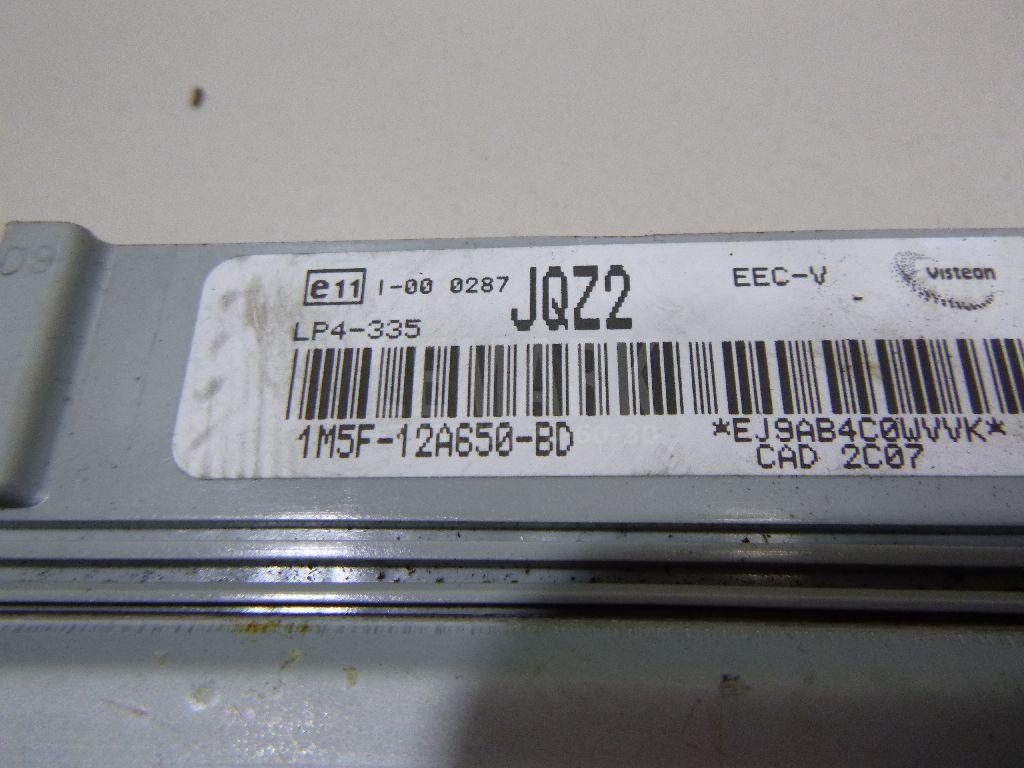 e11 I-00 0287 JQZ2 EEC-V Visteon
LP4-335
1M5F-12A650-BD *EJ9AB4C0WVVK*
CAD 2C07